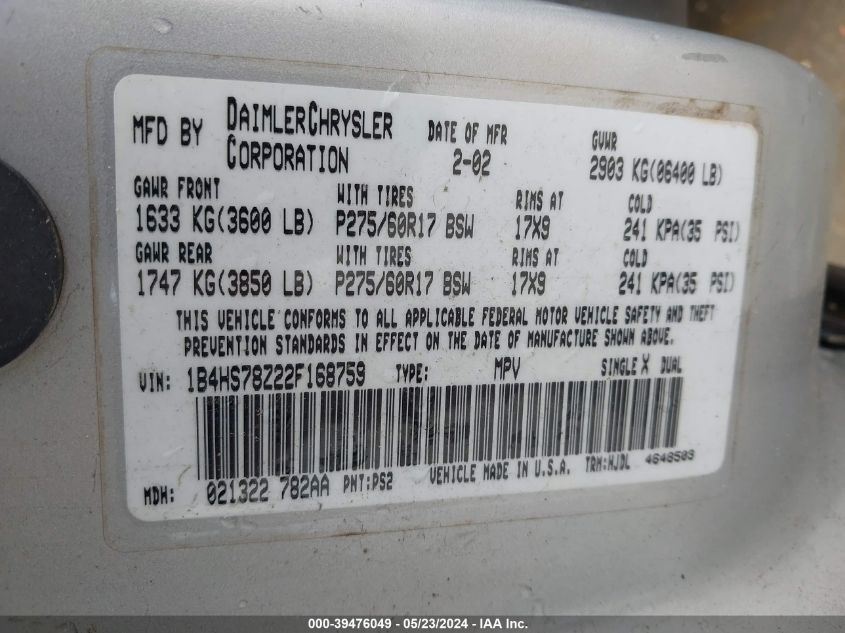 MFD BY DAIMLERCHRYSLER CORPORATION DATE OF MFR 2-02 GVWR 2903 KG(06400 LB)
GAWR FRONT WITH TIRES RIMS AT COLD
1633 KG(3600 LB) P275/60R17 BSW 17X9 241 KPA(35 PSI)
GAWR REAR WITH TIRES RIMS AT COLD
1747 KG(3850 LB) P275/60R17 BSW 17X9 241 KPA(35 PSI)
THIS VEHICLE CONFORMS TO ALL APPLICABLE FEDERAL MOTOR VEHICLE SAFETY AND THEFT
PREVENTION STANDARDS IN EFFECT ON THE DATE OF MANUFACTURE SHOWN ABOVE.
VIN: 1B4HS78Z22F168759 TYPE: MPV SINGLE X DUAL
MDH: 021322 782AA PNT:PS2 VEHICLE MADE IN U.S.A. TRM:HJDL 4648503
000-39476049 - 05/23/2024 - IAA Inc.